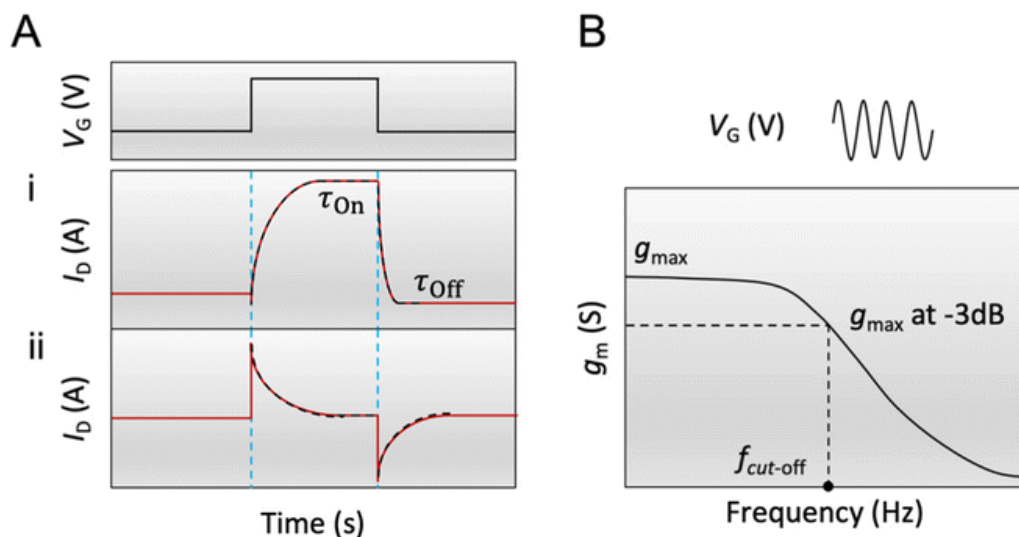 A
V_G (V)
i
I_D (A)
τ_On
τ_Off
ii
I_D (A)
Time (s)
B
V_G (V)
g_max
g_max at -3dB
g_m (S)
f_cut-off
Frequency (Hz)